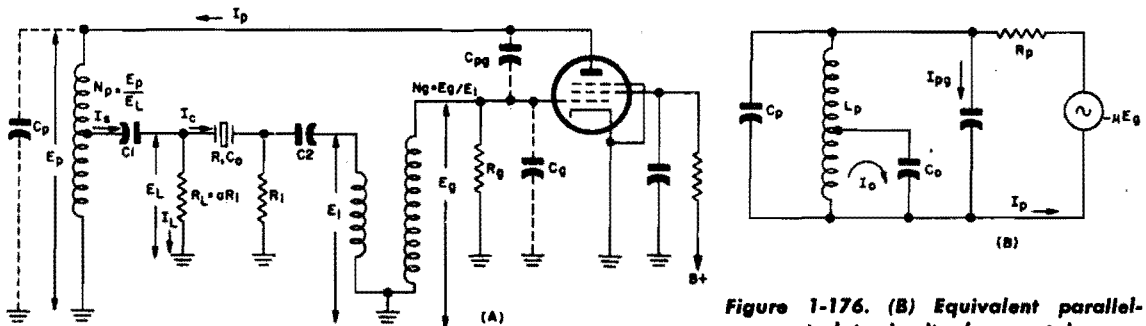 Ip
Cpg
Np = Ep/EL
Ng=Eg/E1
Is
Ic
Cp
C1
C2
Ep
R, Co
EL
RL=aR1
R1
IL
E1
Eg
Rg
Cg
B+
(A)
Rp
Ipg
Cp
Lp
Co
Io
-μEg
Ip
(B)
Figure 1-176. (B) Equivalent parallel-